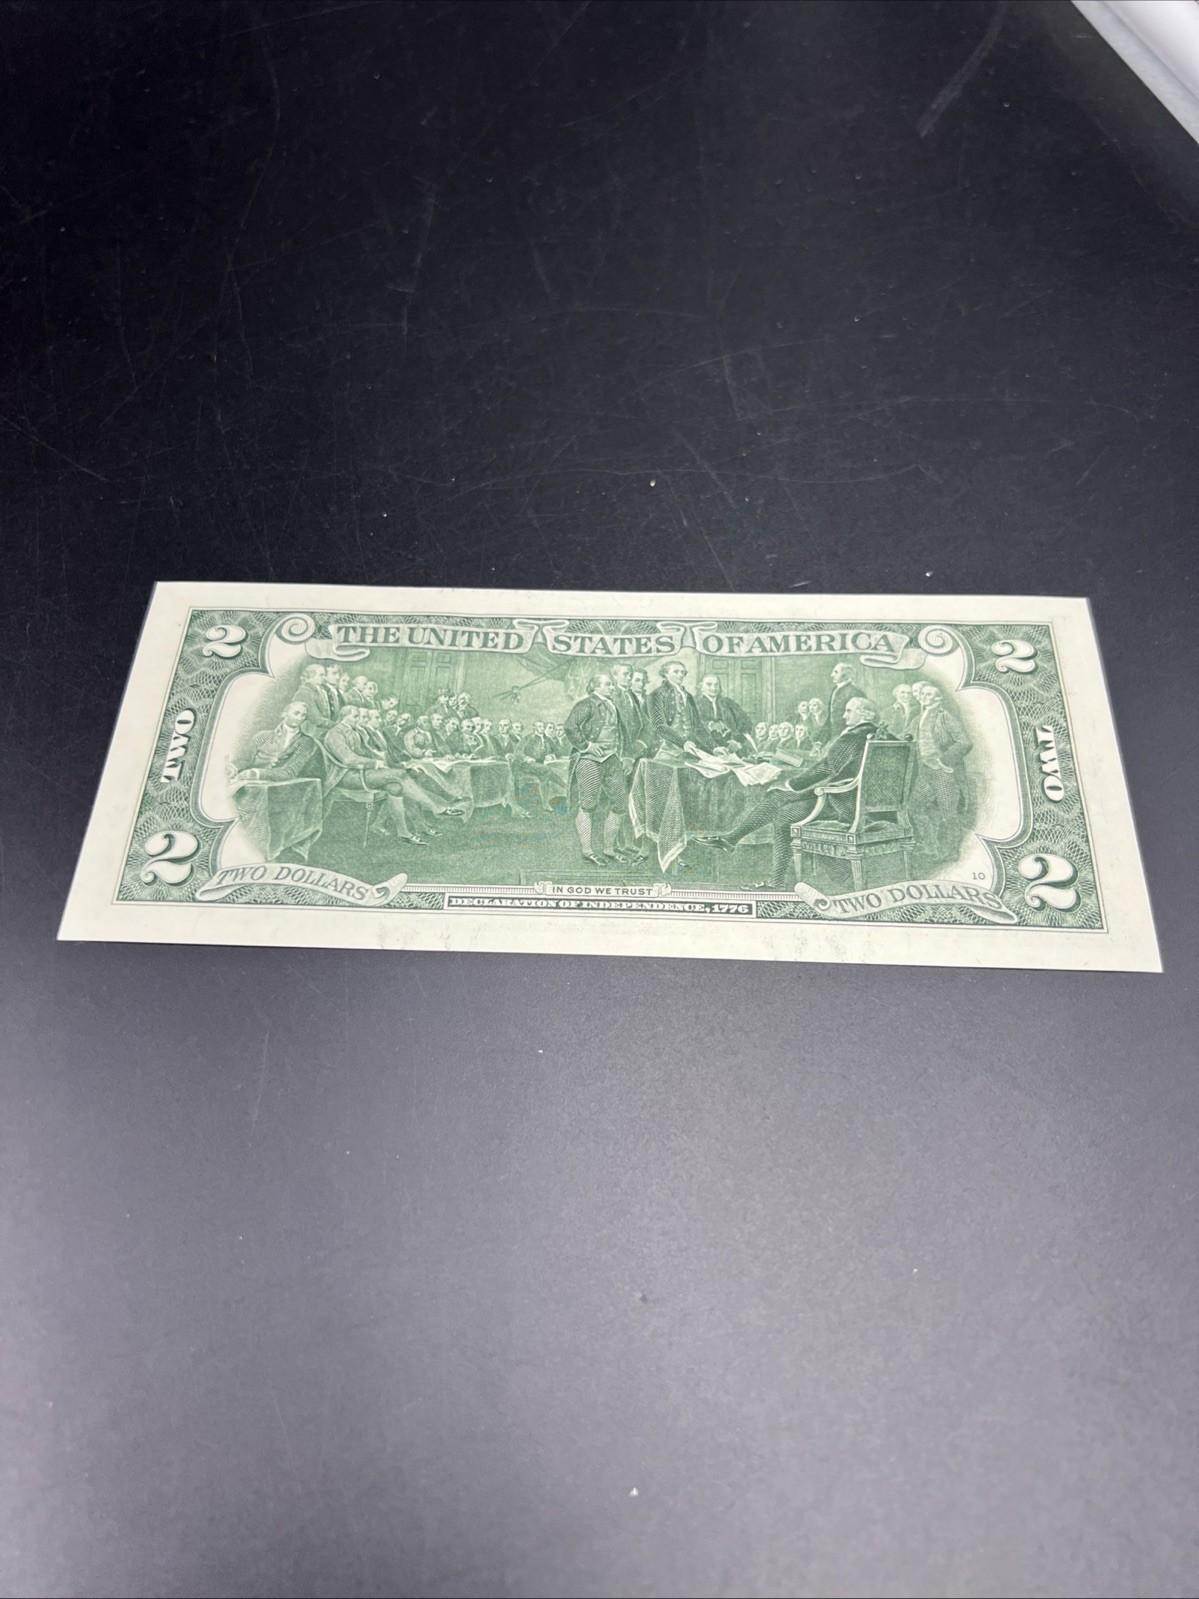 2 THE UNITED STATES OF AMERICA 2
TWO TWO
2 TWO DOLLARS IN GOD WE TRUST TWO DOLLARS 2
10
DECLARATION OF INDEPENDENCE, 1776